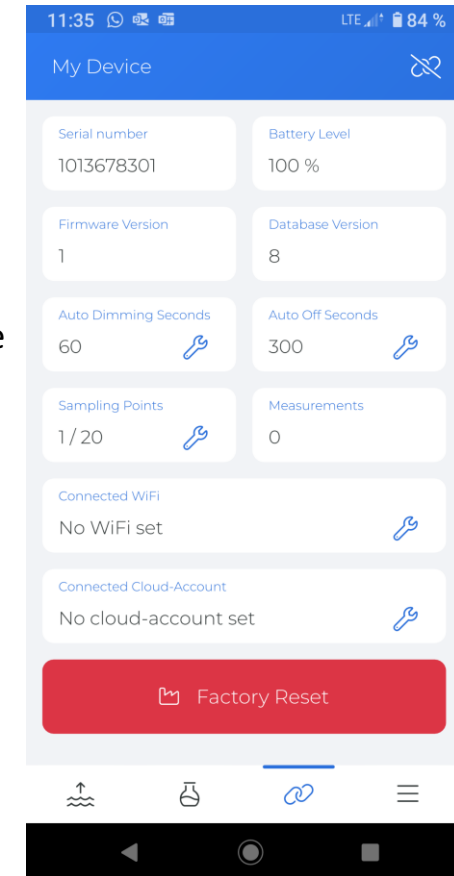 11:35 LTE 84 %
My Device
Serial number Battery Level
1013678301 100 %
Firmware Version Database Version
1 8
Auto Dimming Seconds Auto Off Seconds
e
60 300
Sampling Points Measurements
1 / 20 0
Connected WiFi
No WiFi set
Connected Cloud-Account
No cloud-account set
Factory Reset